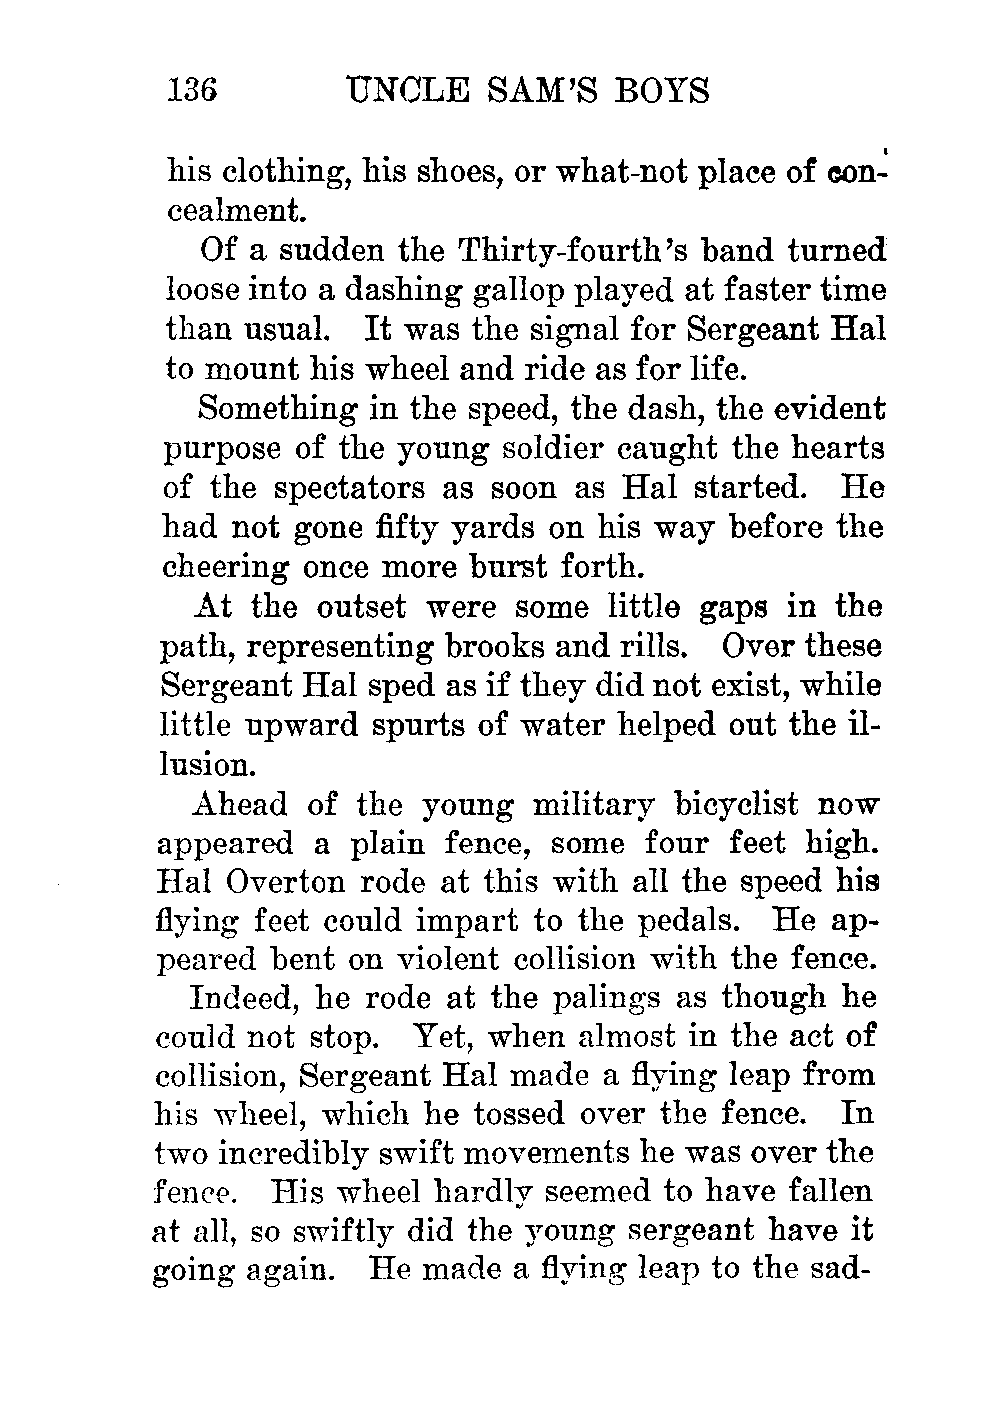 136 UNCLE SAM'S BOYS
his clothing, his shoes, or what-not place of con-
cealment.
Of a sudden the Thirty-fourth's band turned
loose into a dashing gallop played at faster time
than usual. It was the signal for Sergeant Hal
to mount his wheel and ride as for life.
Something in the speed, the dash, the evident
purpose of the young soldier caught the hearts
of the spectators as soon as Hal started. He
had not gone fifty yards on his way before the
cheering once more burst forth.
At the outset were some little gaps in the
path, representing brooks and rills. Over these
Sergeant Hal sped as if they did not exist, while
little upward spurts of water helped out the il-
lusion.
Ahead of the young military bicyclist now
appeared a plain fence, some four feet high.
Hal Overton rode at this with all the speed his
flying feet could impart to the pedals. He ap-
peared bent on violent collision with the fence.
Indeed, he rode at the palings as though he
could not stop. Yet, when almost in the act of
collision, Sergeant Hal made a flying leap from
his wheel, which he tossed over the fence. In
two incredibly swift movements he was over the
fence. His wheel hardly seemed to have fallen
at all, so swiftly did the young sergeant have it
going again. He made a flying leap to the sad-